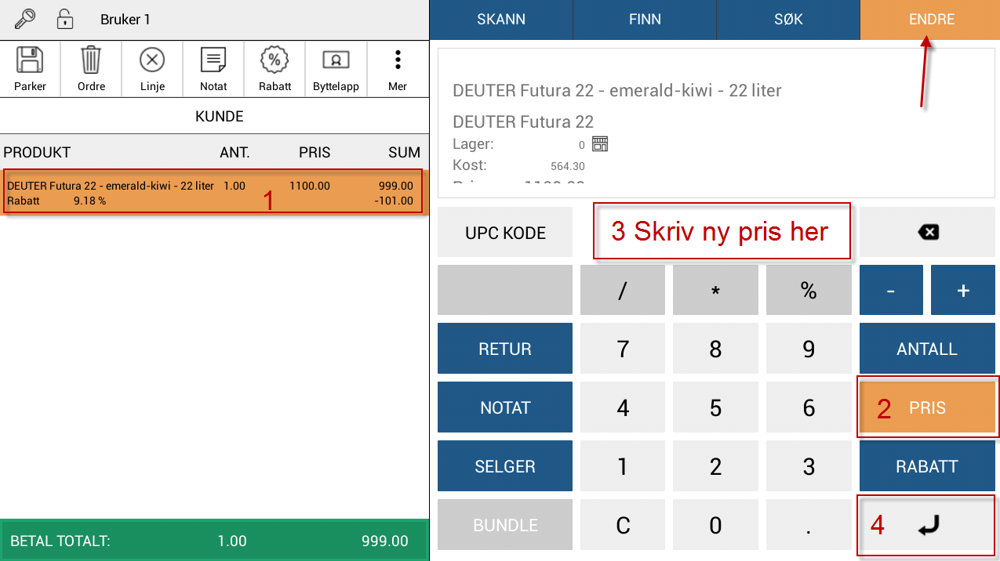 Bruker 1
SKANN FINN SØK ENDRE
Parker Ordre Linje Notat Rabatt Byttelapp Mer
KUNDE
PRODUKT ANT. PRIS SUM
DEUTER Futura 22 - emerald-kiwi - 22 liter 1.00 1100.00 999.00
Rabatt 9.18 % -101.00
1
BETAL TOTALT: 1.00 999.00
DEUTER Futura 22 - emerald-kiwi - 22 liter
DEUTER Futura 22
Lager: 0
Kost: 564.30
UPC KODE 3 Skriv ny pris her
/ * % - +
RETUR 7 8 9 ANTALL
NOTAT 4 5 6 2 PRIS
SELGER 1 2 3 RABATT
BUNDLE C 0 . 4